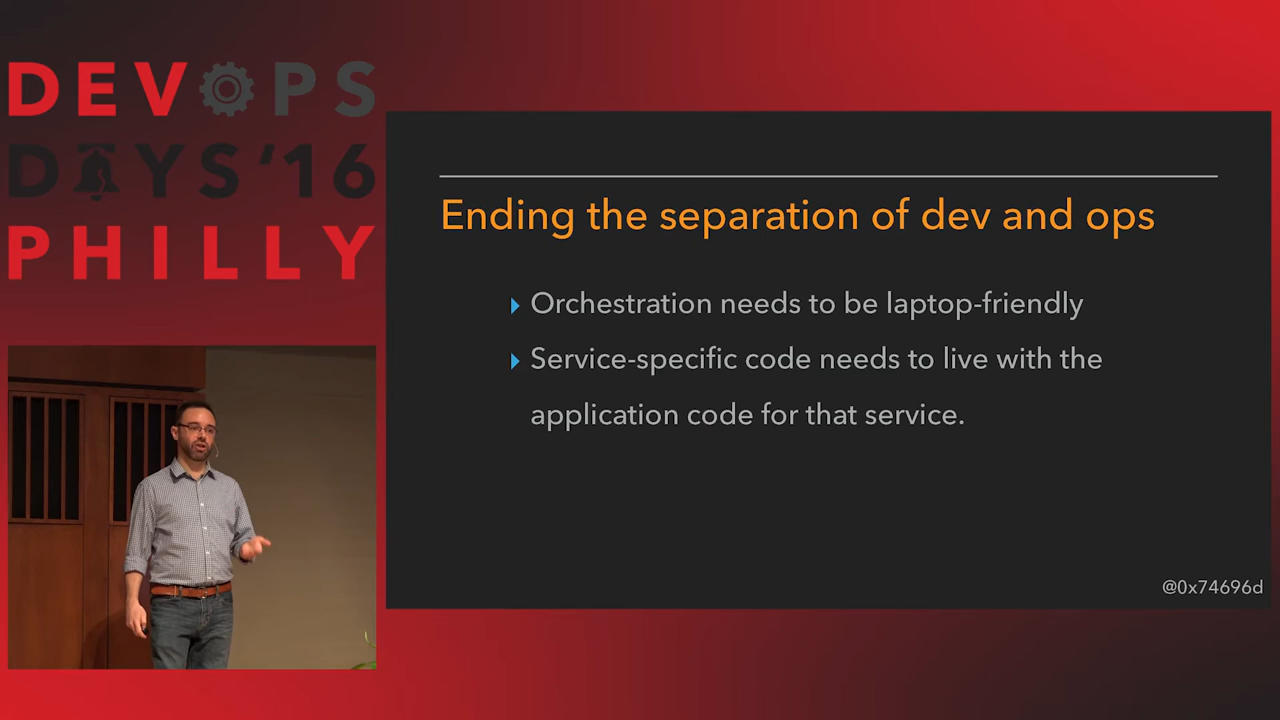 DEVOPS
DAYS '16
PHILLY
Ending the separation of dev and ops
Orchestration needs to be laptop-friendly
Service-specific code needs to live with the
application code for that service.
@0x74696d